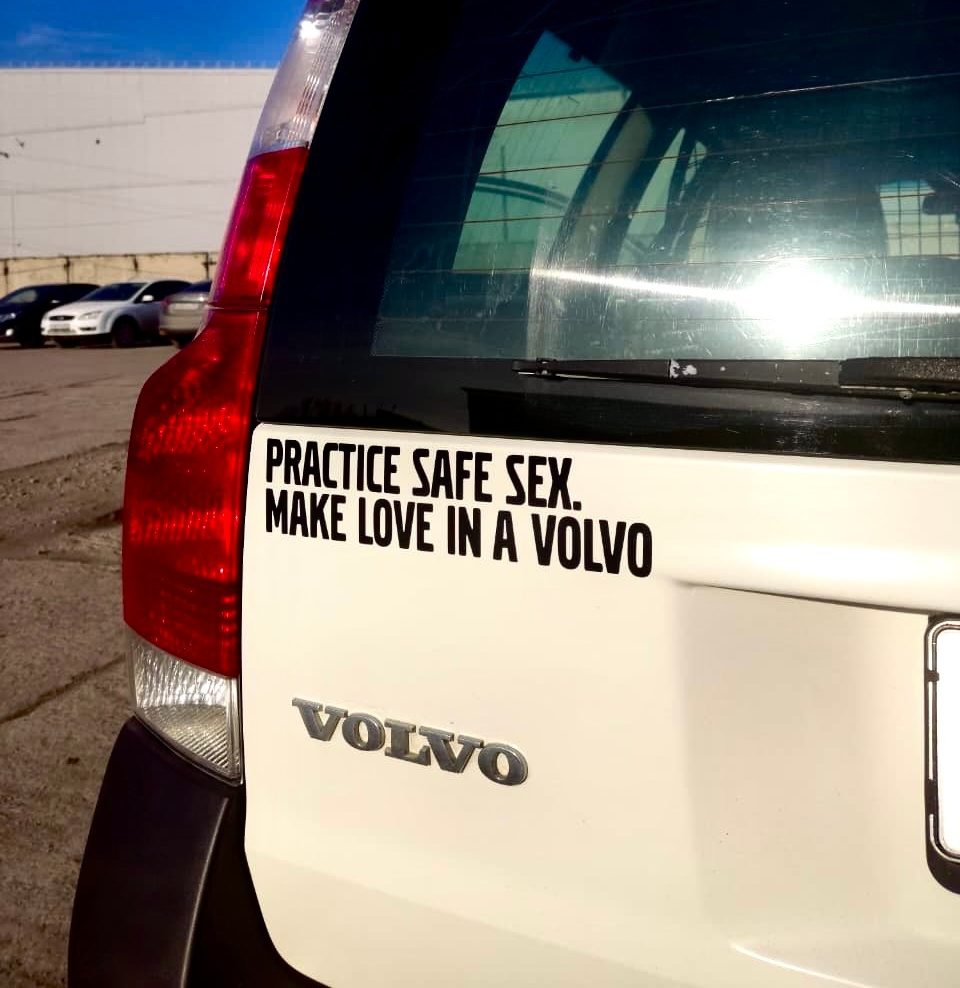 PRACTICE SAFE SEX.
MAKE LOVE IN A VOLVO
VOLVO